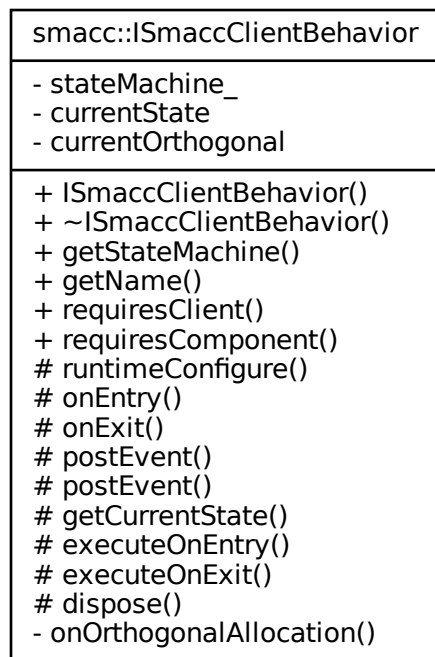 smacc::ISmaccClientBehavior
- stateMachine_
- currentState
- currentOrthogonal
+ ISmaccClientBehavior()
+ ~ISmaccClientBehavior()
+ getStateMachine()
+ getName()
+ requiresClient()
+ requiresComponent()
# runtimeConfigure()
# onEntry()
# onExit()
# postEvent()
# postEvent()
# getCurrentState()
# executeOnEntry()
# executeOnExit()
# dispose()
- onOrthogonalAllocation()